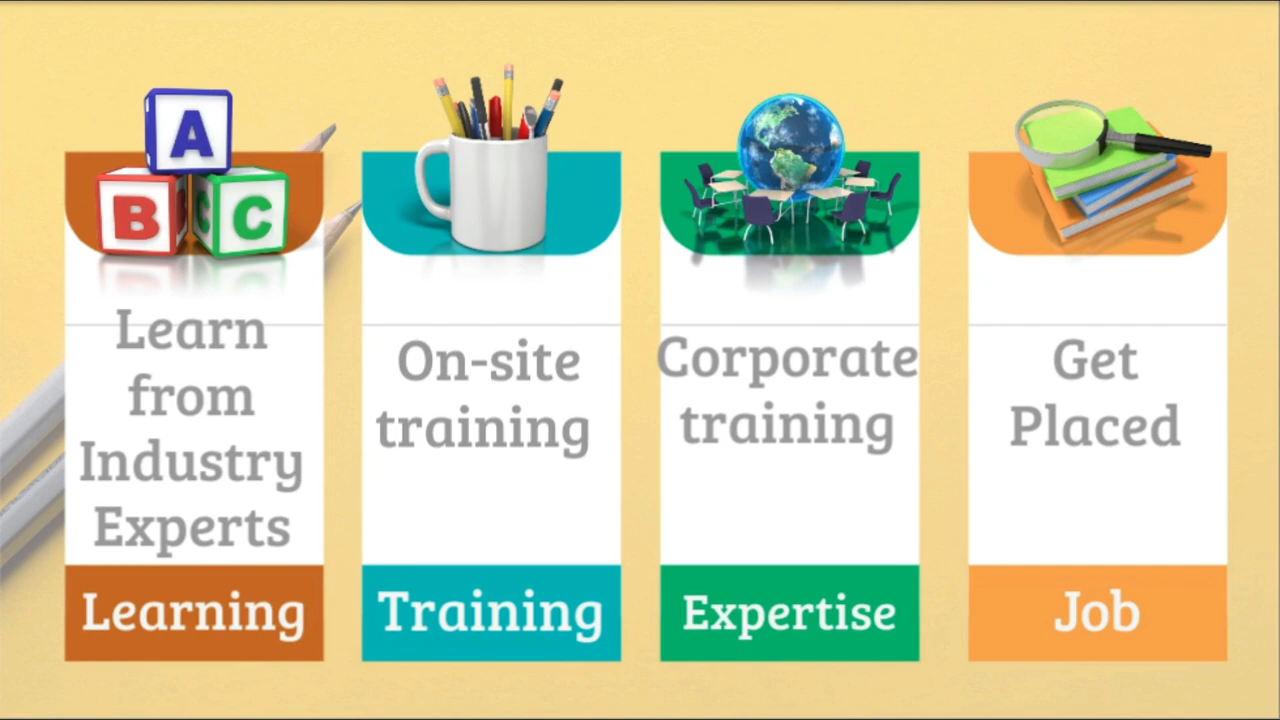 A
B
C
Learn
from
Industry
Experts
Learning
On-site
training
Training
Corporate
training
Expertise
Get
Placed
Job